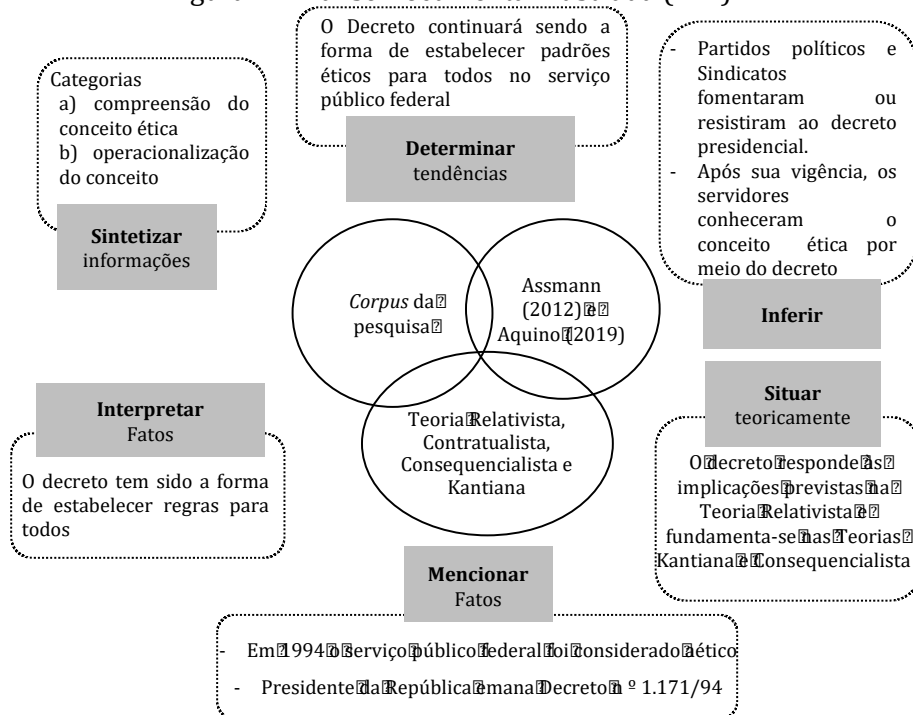 O Decreto continuará sendo a
forma de estabelecer padrões
éticos para todos no serviço
público federal
Determinar
tendências
Categorias
a) compreensão do
conceito ética
b) operacionalização
do conceito
Sintetizar
informações
- Partidos políticos e
Sindicatos
fomentaram ou
resistiram ao decreto
presidencial.
- Após sua vigência, os
servidores
conheceram o
conceito ética por
meio do decreto
Inferir
Corpus da
pesquisa
Assmann
(2012) e
Aquino (2019)
Teoria Relativista,
Contratualista,
Consequencialista e
Kantiana
Interpretar
Fatos
O decreto tem sido a forma
de estabelecer regras para
todos
Situar
teoricamente
O decreto responde às
implicações previstas na
Teoria Relativista e
fundamenta-se nas Teorias
Kantiana e Consequencialista
Mencionar
Fatos
- Em 1994 o serviço público federal foi considerado aético
- Presidente da República emana Decreto n º 1.171/94